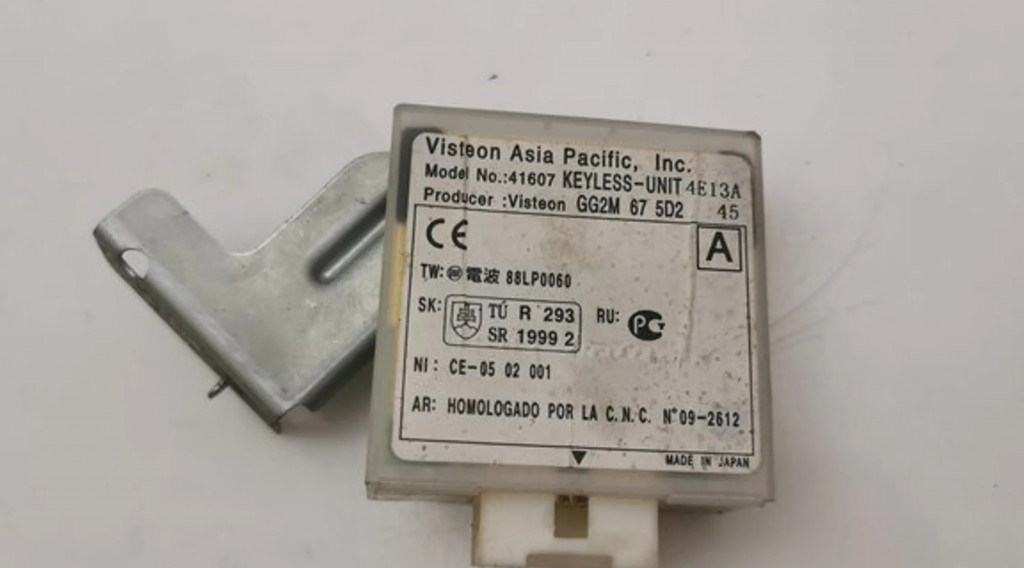 Visteon Asia Pacific, Inc.
Model No.:41607 KEYLESS-UNIT 4E13A
Producer :Visteon GG2M 67 5D2 45
CE
A
TW: 電波 88LP0060
SK: TÚ R 293
SR 1999 2
RU: PC
NI: CE-05 02 001
AR: HOMOLOGADO POR LA C.N.C. N°09-2612
MADE IN JAPAN